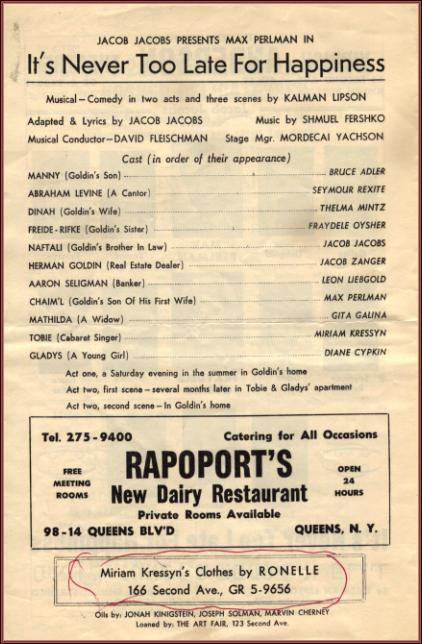 JACOB JACOBS PRESENTS MAX PERLMAN IN
It's Never Too Late For Happiness
Musical—Comedy in two acts and three scenes by KALMAN LIPSON
Adapted & Lyrics by JACOB JACOBS Music by SHMUEL FERSHKO
Musical Conductor—DAVID FLEISCHMAN Stage Mgr. MORDECAI YACHSON
Cast (in order of their appearance)
MANNY (Goldin's Son) BRUCE ADLER
ABRAHAM LEVINE (A Cantor) SEYMOUR REXITE
DINAH (Goldin's Wife) THELMA MINTZ
FREIDE-RIFKE (Goldin's Sister) FRAYDELE OYSHER
NAFTALI (Goldin's Brother In Law) JACOB JACOBS
HERMAN GOLDIN (Real Estate Dealer) JACOB ZANGER
AARON SELIGMAN (Banker) LEON LIEBGOLD
CHAIM'L (Goldin's Son Of His First Wife) MAX PERLMAN
MATHILDA (A Widow) GITA GALINA
TOBIE (Cabaret Singer) MIRIAM KRESSYN
GLADYS (A Young Girl) DIANE CYPKIN
Act one, a Saturday evening in the summer in Goldin's home
Act two, first scene—several months later in Tobie & Gladys' apartment
Act two, second scene—In Goldin's home
Tel. 275-9400 Catering for All Occasions
FREE MEETING ROOMS
RAPOPORT'S
New Dairy Restaurant
Private Rooms Available
OPEN 24 HOURS
98-14 QUEENS BLV'D QUEENS, N. Y.
Miriam Kressyn's Clothes by RONELLE
166 Second Ave., GR 5-9656
Oils by: JONAH KINIGSTEIN, JOSEPH SOLMAN, MARVIN CHERNEY
Loaned by: THE ART FAIR, 123 Second Ave.